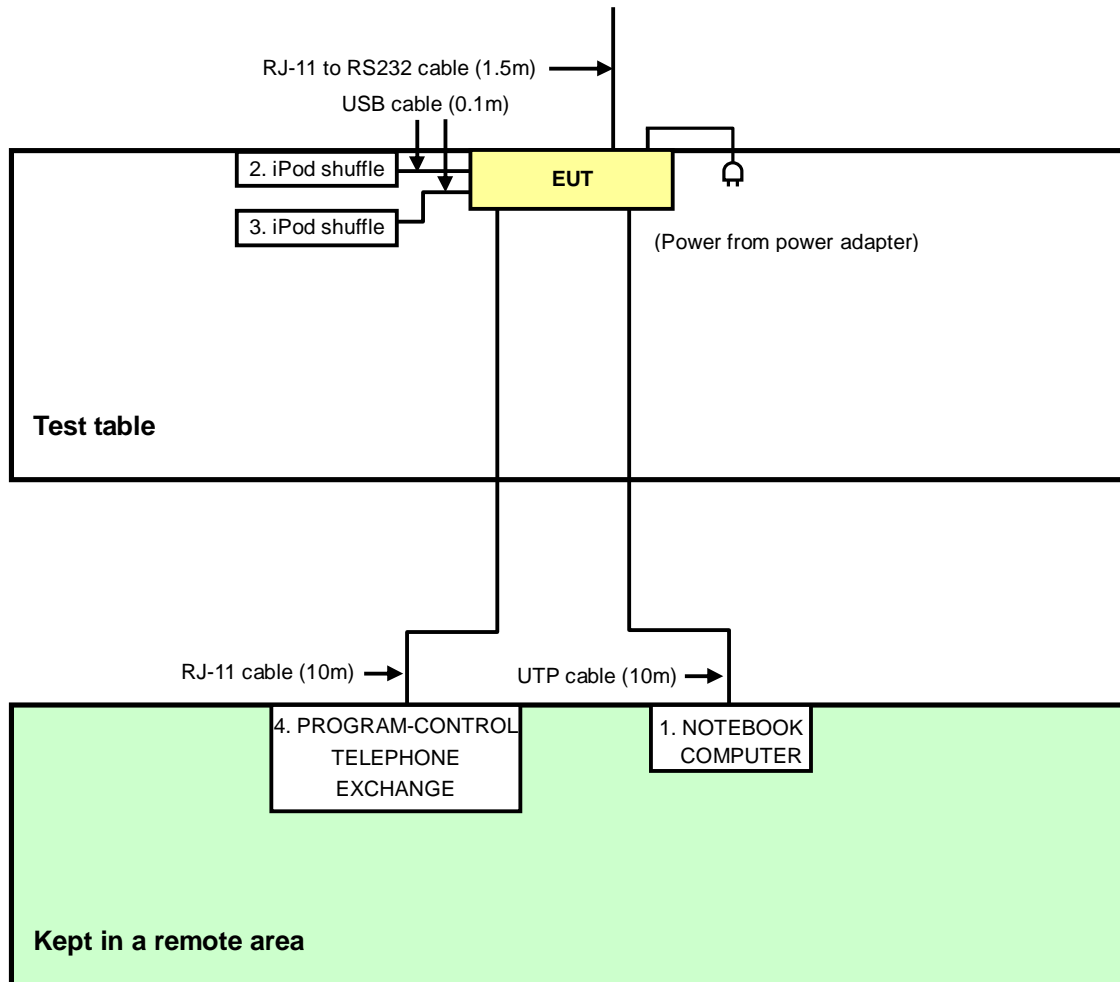 RJ-11 to RS232 cable (1.5m)
USB cable (0.1m)
2. iPod shuffle
EUT
3. iPod shuffle
(Power from power adapter)
Test table
RJ-11 cable (10m)
UTP cable (10m)
4. PROGRAM-CONTROL
TELEPHONE
EXCHANGE
1. NOTEBOOK
COMPUTER
Kept in a remote area